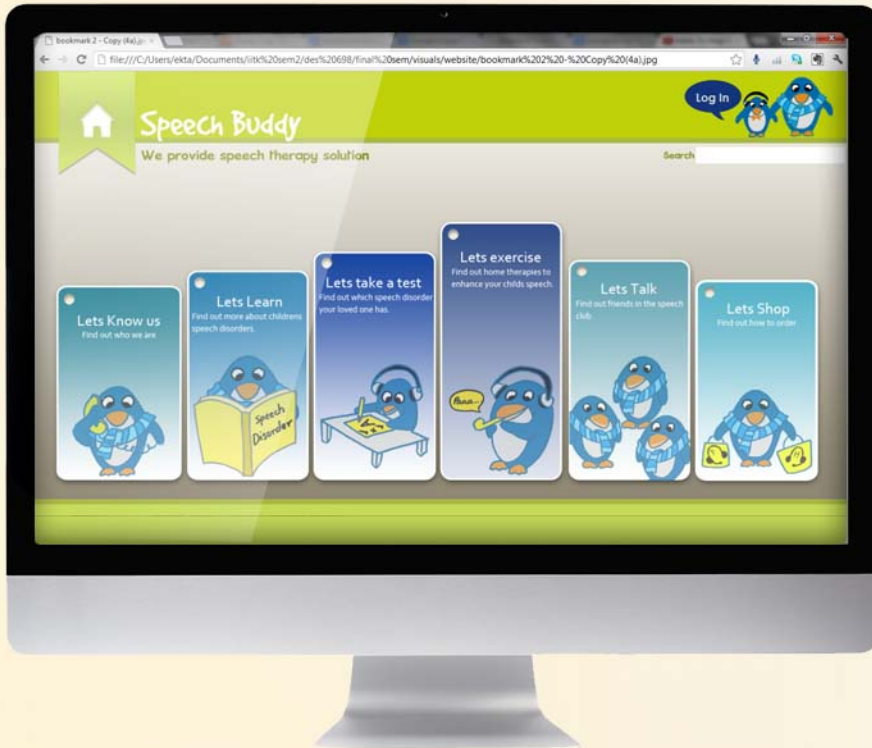 bookmark 2 - Copy (4a).jp
file:///C:/Users/ekta/Documents/iitk%20sem2/des%20698/final%20sem/visuals/website/bookmark%202%20-%20Copy%20(4a).jpg
Log In
Speech Buddy
We provide speech therapy solution
Search
Lets Know us
Find out who we are
Lets Learn
Find out more about childrens
speech disorders.
Speech
Disorder
Lets take a test
Find out which speech disorder
your loved one has.
Lets exercise
Find out home therapies to
enhance your childs speech.
Lets Talk
Find out friends in the speech
club.
Lets Shop
Find out how to order